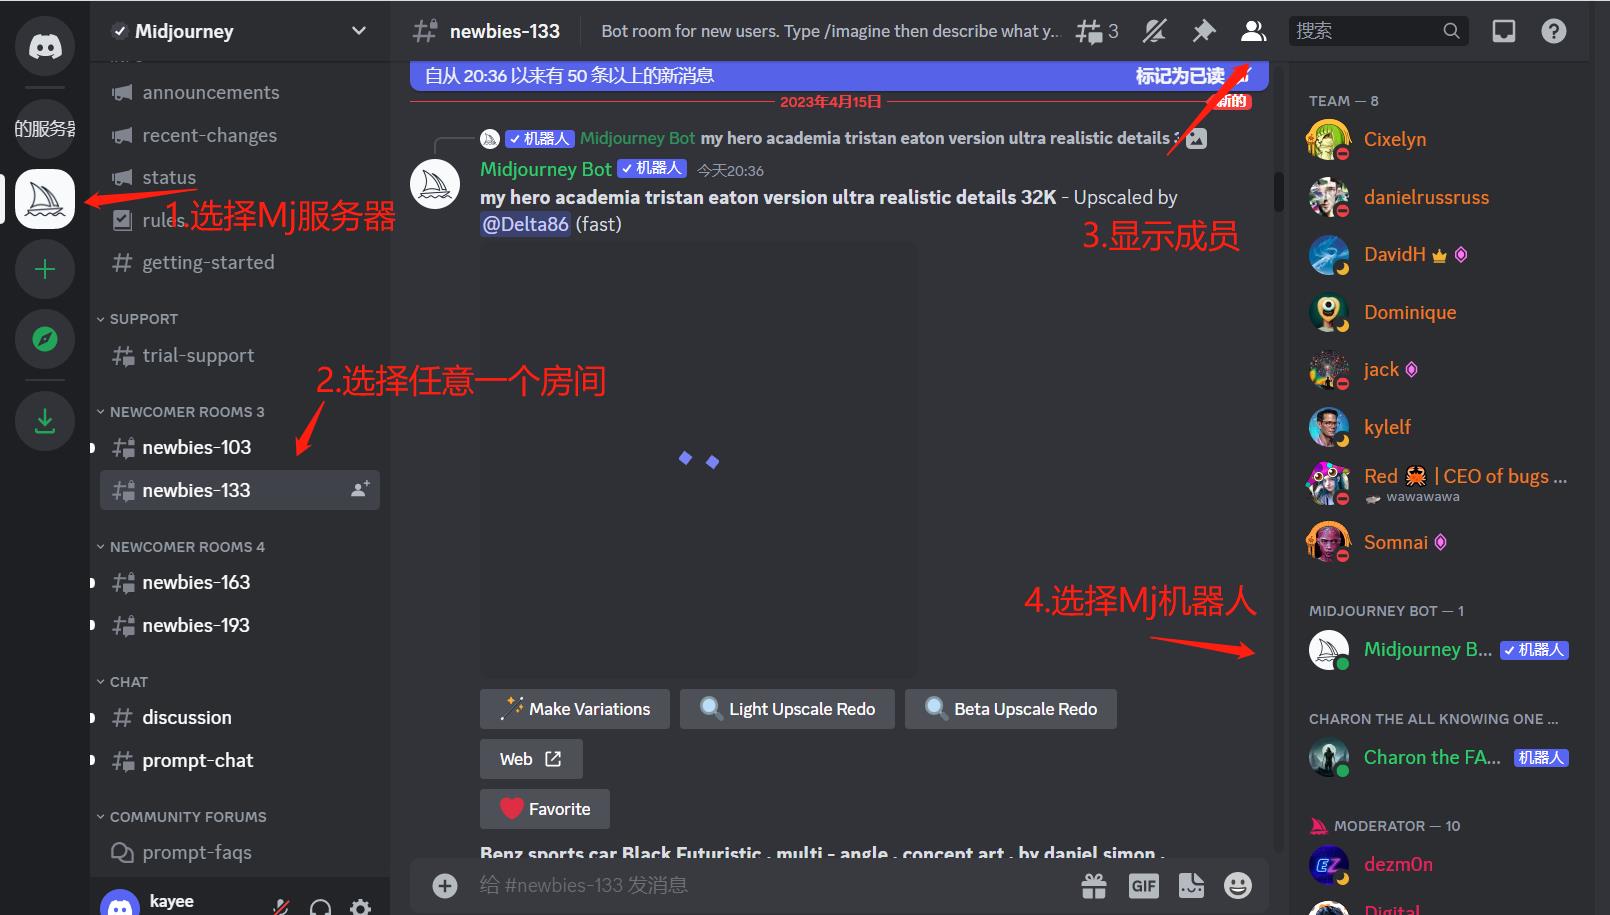 Midjourney
announcements
recent-changes
status
1.选择Mj服务器
rules
getting-started
SUPPORT
trial-support
2.选择任意一个房间
NEWCOMER ROOMS 3
newbies-103
newbies-133
NEWCOMER ROOMS 4
newbies-163
newbies-193
CHAT
discussion
prompt-chat
COMMUNITY FORUMS
prompt-faqs
kayee
的服务器
newbies-133
Bot room for new users. Type /imagine then describe what y...
3
搜索
自从 20:36 以来有 50 条以上的新消息
标记为已读
2023年4月15日
新的
机器人 Midjourney Bot my hero academia tristan eaton version ultra realistic details
Midjourney Bot 机器人 今天20:36
my hero academia tristan eaton version ultra realistic details 32K - Upscaled by
@Delta86 (fast)
3.显示成员
4.选择Mj机器人
Make Variations
Light Upscale Redo
Beta Upscale Redo
Web
Favorite
Benz sports car Black Futuristic , multi - angle , concept art , by daniel simon ,
给 #newbies-133 发消息
GIF
TEAM — 8
Cixelyn
danielrussruss
DavidH
Dominique
jack
kylelf
Red | CEO of bugs ...
wawawawa
Somnai
MIDJOURNEY BOT — 1
Midjourney B... 机器人
CHARON THE ALL KNOWING ONE ...
Charon the FA... 机器人
MODERATOR — 10
EZ
dezm0n
Digital